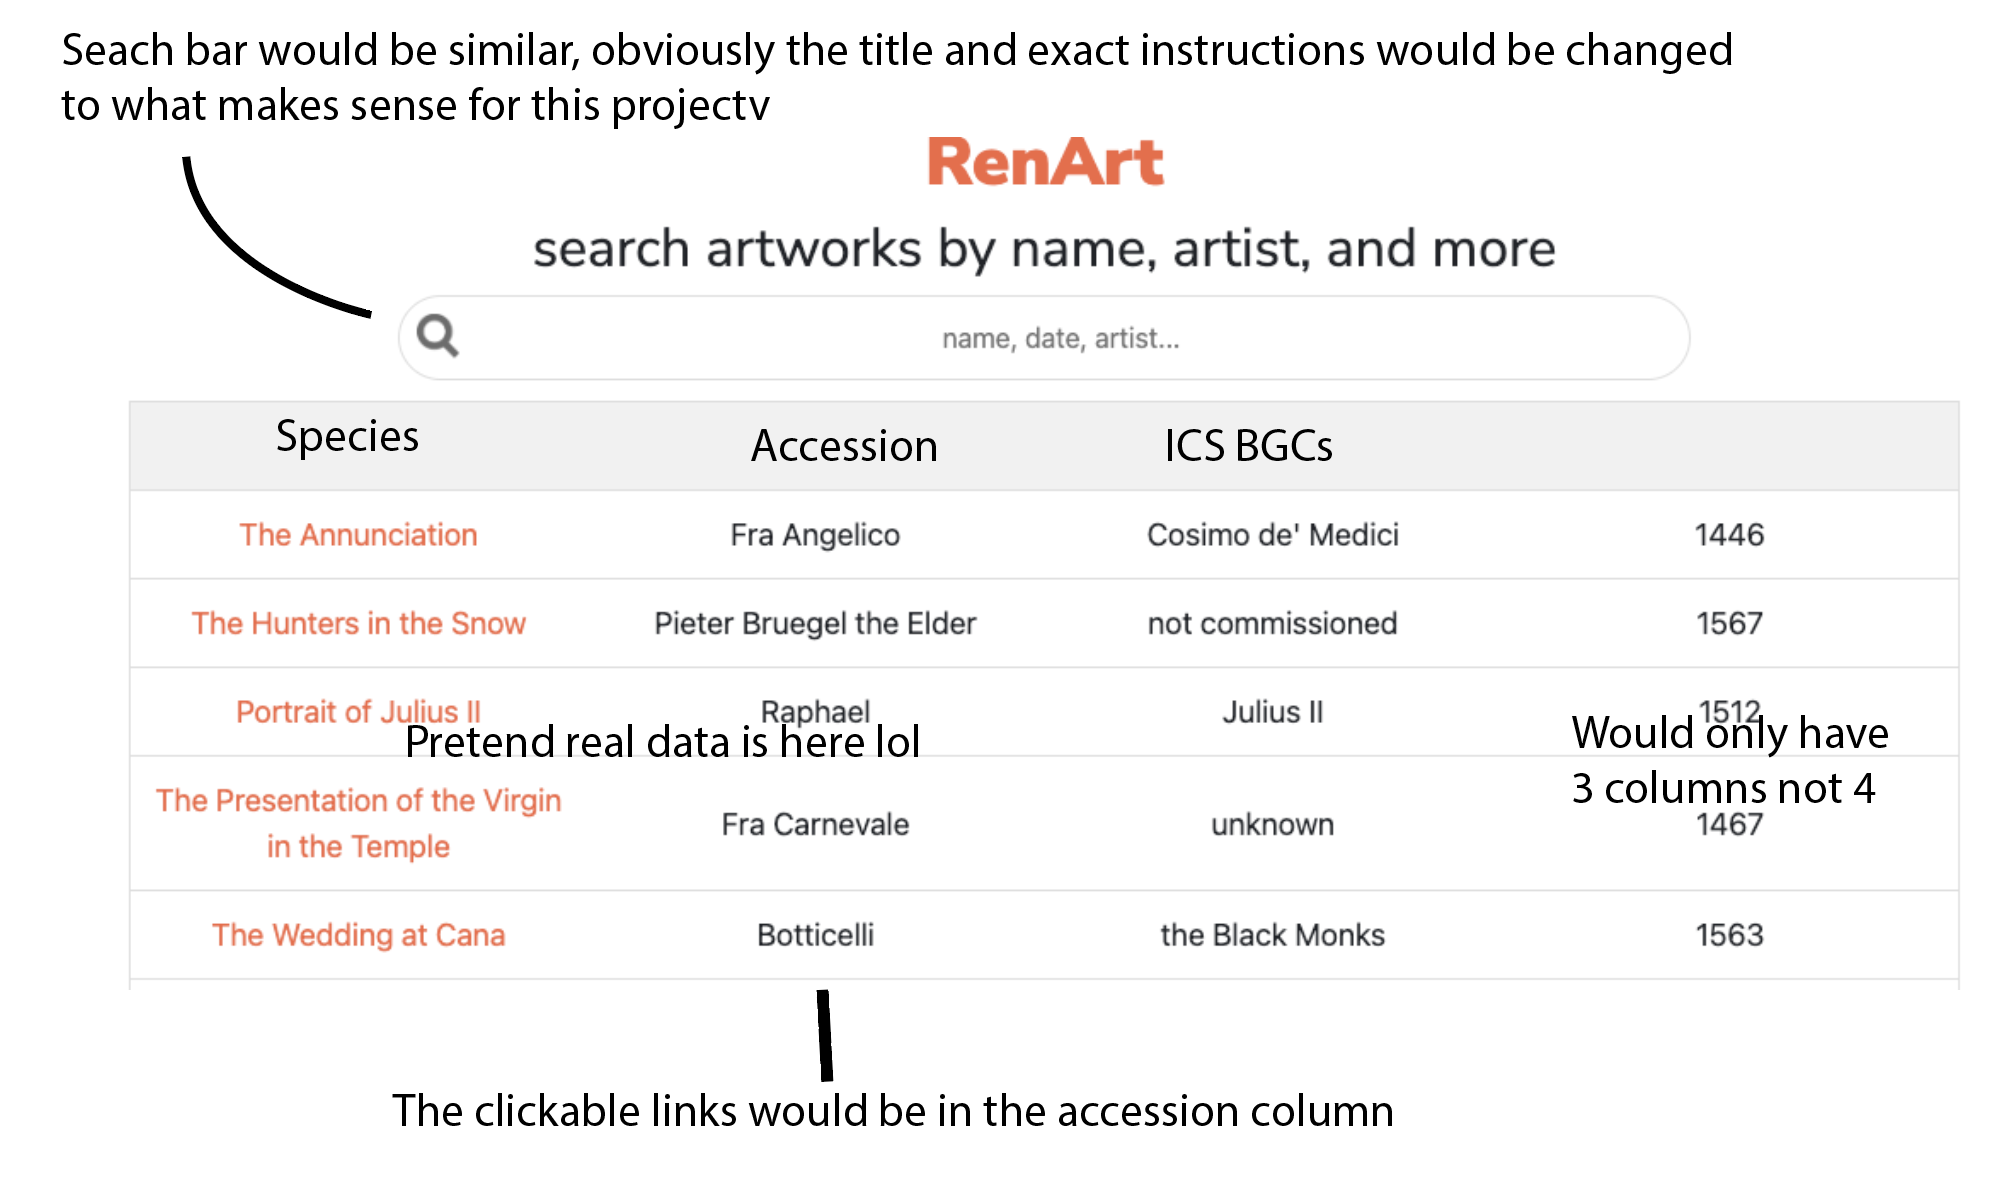 Seach bar would be similar, obviously the title and exact instructions would be changed
to what makes sense for this projectv
RenArt
search artworks by name, artist, and more
name, date, artist...
Species Accession ICS BGCs
The Annunciation Fra Angelico Cosimo de' Medici 1446
The Hunters in the Snow Pieter Bruegel the Elder not commissioned 1567
Portrait of Julius II Raphael Julius II 1512
Pretend real data is here lol
Would only have
3 columns not 4
The Presentation of the Virgin
in the Temple
Fra Carnevale unknown 1467
The Wedding at Cana Botticelli the Black Monks 1563
The clickable links would be in the accession column